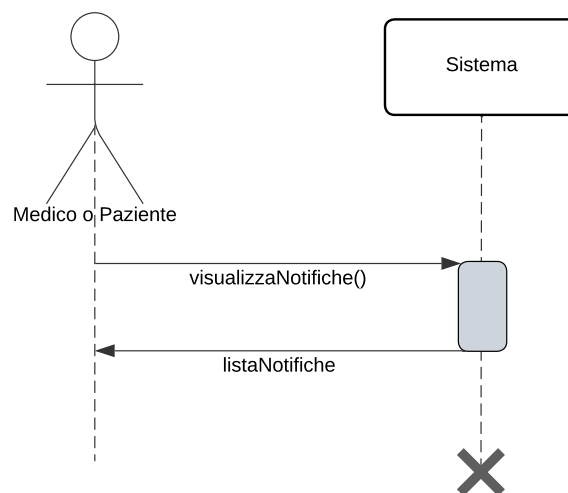 Sistema
Medico o Paziente
visualizzaNotifiche()
listaNotifiche